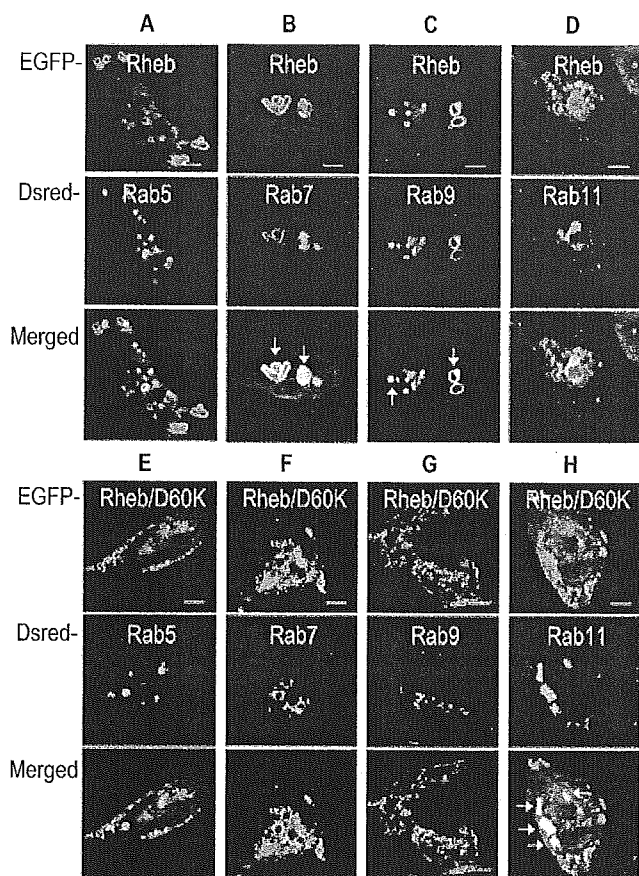 A B C D
EGFP- Rheb Rheb Rheb Rheb
Dsred- Rab5 Rab7 Rab9 Rab11
Merged
E F G H
EGFP- Rheb/D60K Rheb/D60K Rheb/D60K Rheb/D60K
Dsred- Rab5 Rab7 Rab9 Rab11
Merged